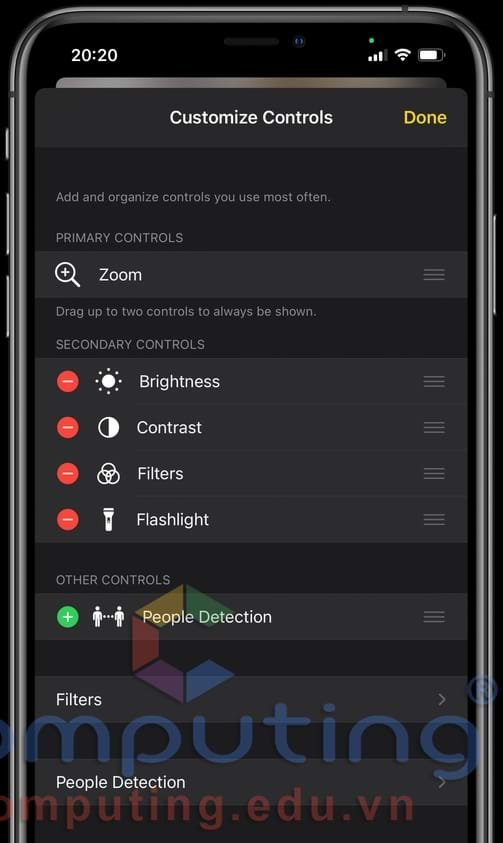 20:20
Customize Controls
Done
Add and organize controls you use most often.
PRIMARY CONTROLS
Zoom
Drag up to two controls to always be shown.
SECONDARY CONTROLS
Brightness
Contrast
Filters
Flashlight
OTHER CONTROLS
People Detection
Filters
®
omputing
People Detection
omputing.edu.vn